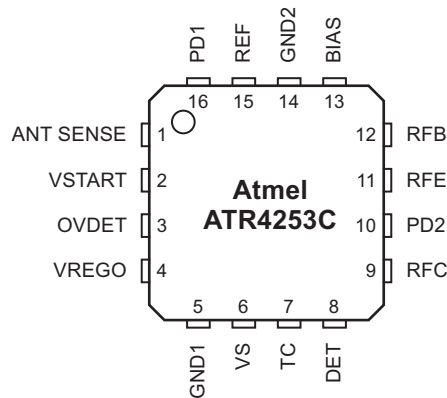 PD1 REF GND2 BIAS
16 15 14 13
ANT SENSE 1 12 RFB
VSTART 2 11 RFE
OVDET 3 10 PD2
VREGO 4 9 RFC
Atmel
ATR4253C
5 6 7 8
GND1 VS TC DET